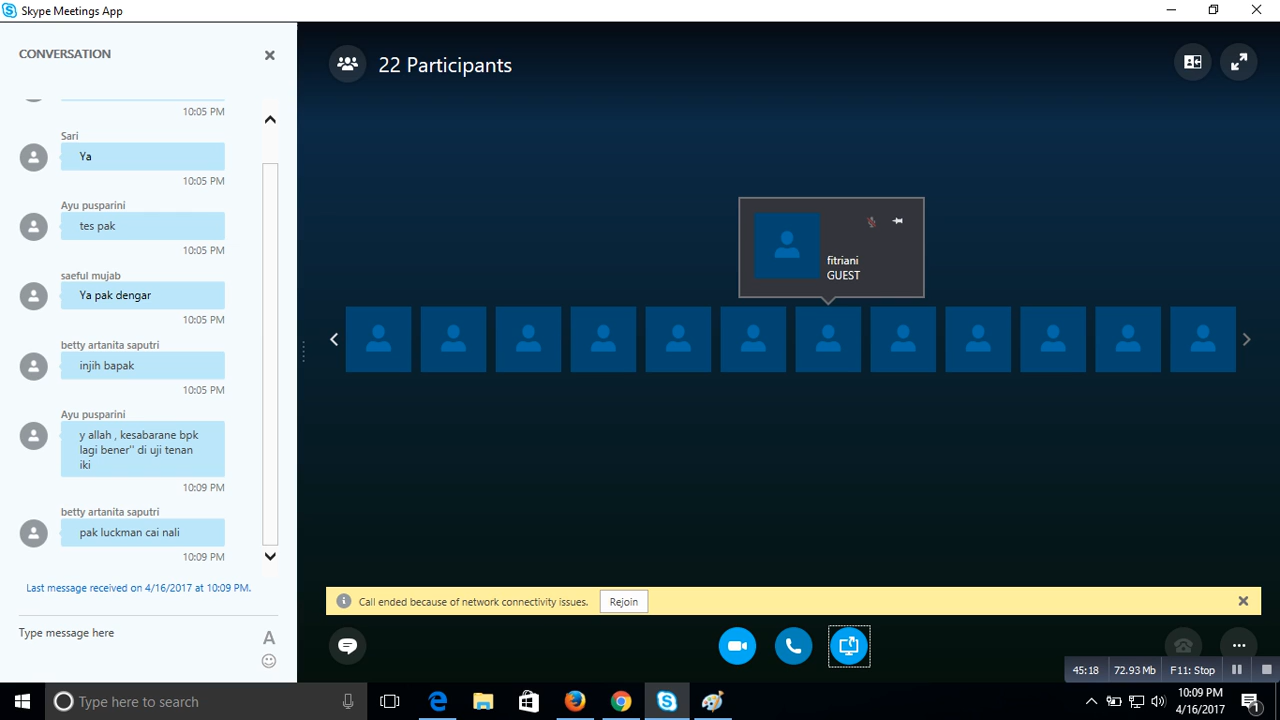 Skype Meetings App
CONVERSATION
10:05 PM
Sari
Ya
10:05 PM
Ayu pusparini
tes pak
10:05 PM
saeful mujab
Ya pak dengar
10:05 PM
betty artanita saputri
injih bapak
10:05 PM
Ayu pusparini
y allah , kesabarane bpk
lagi bener" di uji tenan
iki
10:09 PM
betty artanita saputri
pak luckman cai nali
10:09 PM
Last message received on 4/16/2017 at 10:09 PM.
Type message here
A
22 Participants
fitriani
GUEST
Call ended because of network connectivity issues.
Rejoin
45:18
72.93 Mb
F11: Stop
Type here to search
10:09 PM
4/16/2017
1